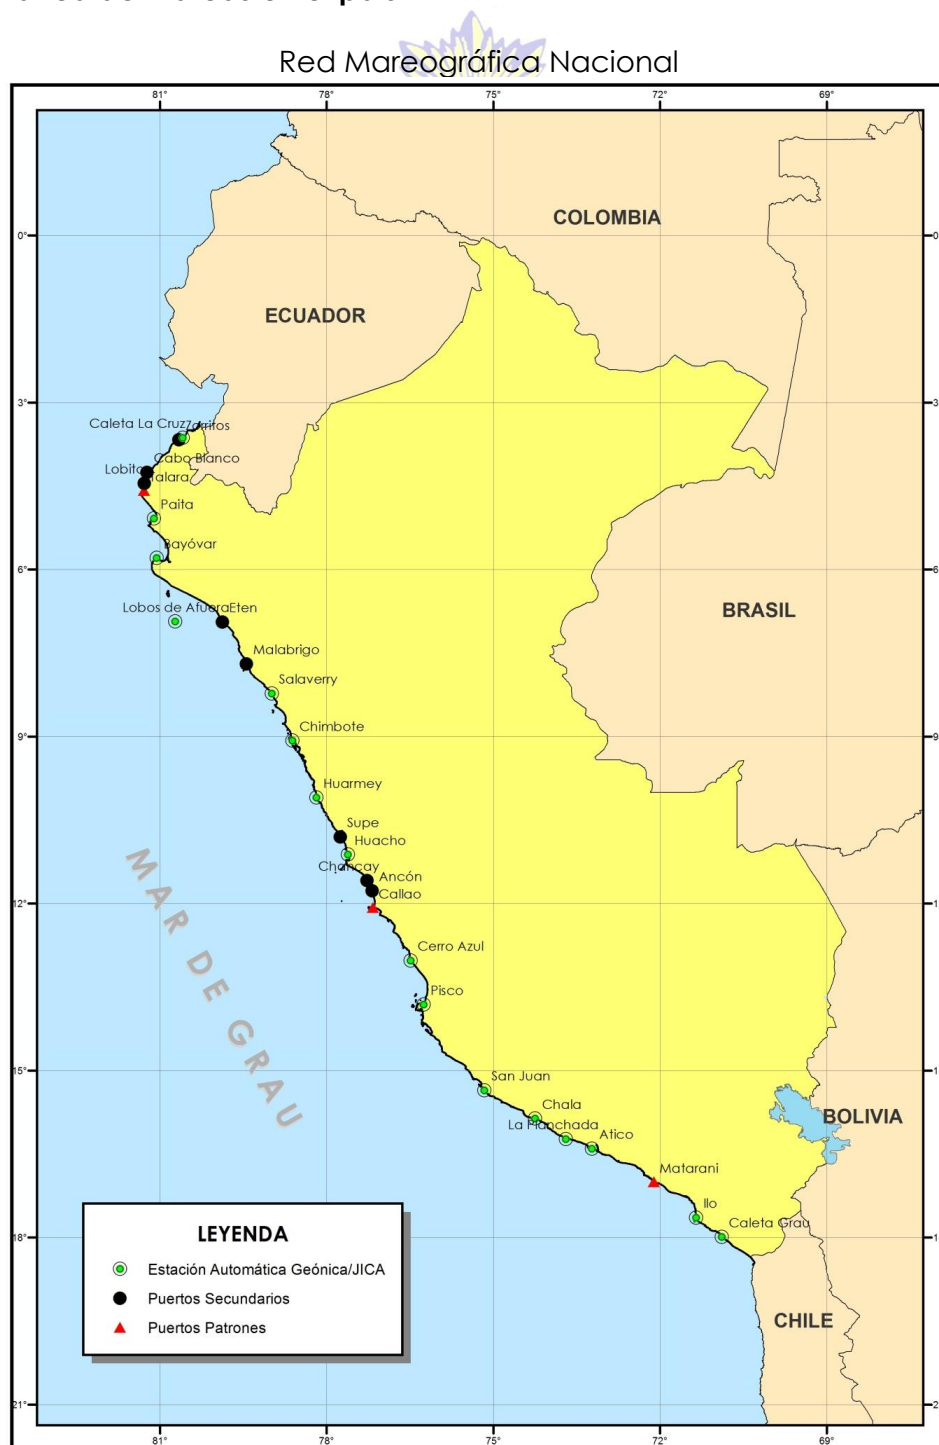 Red Mareográfica Nacional
81° 78° 75° 72° 69°
COLOMBIA
0°
ECUADOR
3°
Caleta La Cruz
Cabo Blanco
Talara
Paita
Bayóvar
6°
BRASIL
Lobos de Afuera Eten
Malabrigo
Salaverry
Chimbote
9°
Huarmey
Supe
Huacho
Chancay
Ancón
Callao
12°
MAR DE GRAU
Cerro Azul
Pisco
15°
San Juan
Chala
La Planchada
Atico
BOLIVIA
Matarani
Ilo
Caleta Grau
18°
LEYENDA
Estación Automática Geónica/JICA
Puertos Secundarios
Puertos Patrones
CHILE
21°
81° 78° 75° 72° 69°